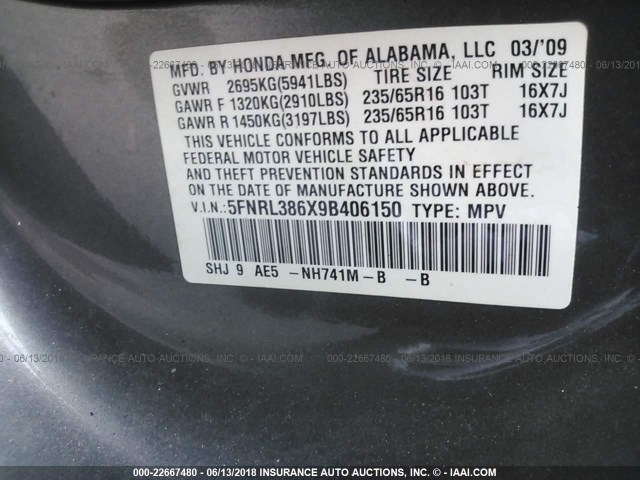 MFD. BY HONDA MFG. OF ALABAMA, LLC 03/'09
GVWR 2695KG(5941LBS) TIRE SIZE RIM SIZE
GAWR F 1320KG(2910LBS) 235/65R16 103T 16X7J
GAWR R 1450KG(3197LBS) 235/65R16 103T 16X7J
THIS VEHICLE CONFORMS TO ALL APPLICABLE
FEDERAL MOTOR VEHICLE SAFETY
AND THEFT PREVENTION STANDARDS IN EFFECT
ON THE DATE OF MANUFACTURE SHOWN ABOVE.
V.I.N.: 5FNRL386X9B406150 TYPE: MPV
SHJ 9 AE5 -NH741M-B -B
000-22667480 - 06/13/2018 INSURANCE AUTO AUCTIONS - © - IAAI.COM